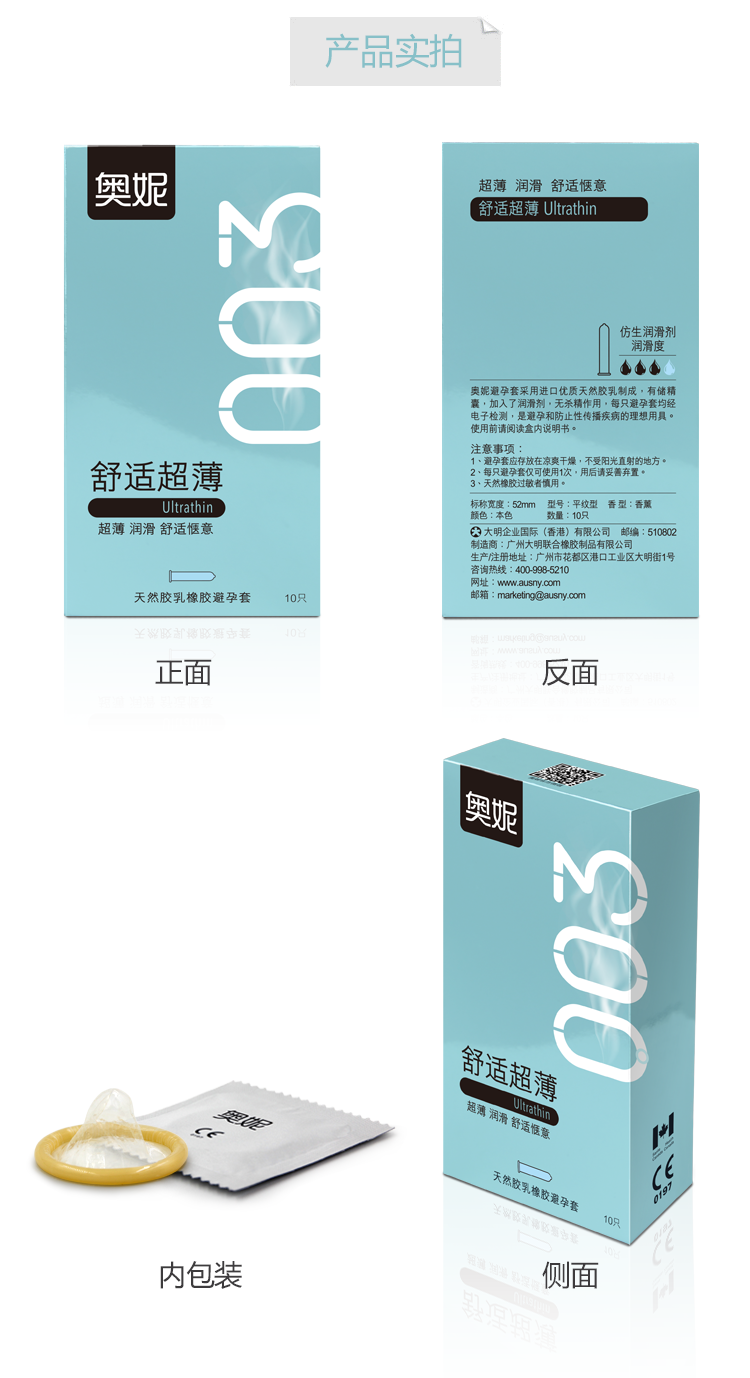 产品实拍
奥妮
003
舒适超薄
Ultrathin
超薄 润滑 舒适惬意
天然胶乳橡胶避孕套
10只
正面
超薄 润滑 舒适惬意
舒适超薄 Ultrathin
仿生润滑剂
润滑度
奥妮避孕套采用进口优质天然胶乳制成，有储精
囊，加入了润滑剂，无杀精作用，每只避孕套均经
电子检测，是避孕和防止性传播疾病的理想用具。
使用前请阅读盒内说明书。
注意事项：
1、避孕套应存放在凉爽干燥，不受阳光直射的地方。
2、每只避孕套仅可使用1次，用后请妥善弃置。
3、天然橡胶过敏者慎用。
标称宽度：52mm 型号：平纹型 香型：香薰
颜色：本色 数量：10只
大明企业国际（香港）有限公司 邮编：510802
制造商：广州大明联合橡胶制品有限公司
生产/注册地址：广州市花都区港口工业区大明街1号
咨询热线：400-998-5210
网址：www.ausny.com
邮箱：marketing@ausny.com
反面
奥妮
CE
内包装
奥妮
003
舒适超薄
Ultrathin
超薄 润滑 舒适惬意
天然胶乳橡胶避孕套
10只
CE
0197
侧面